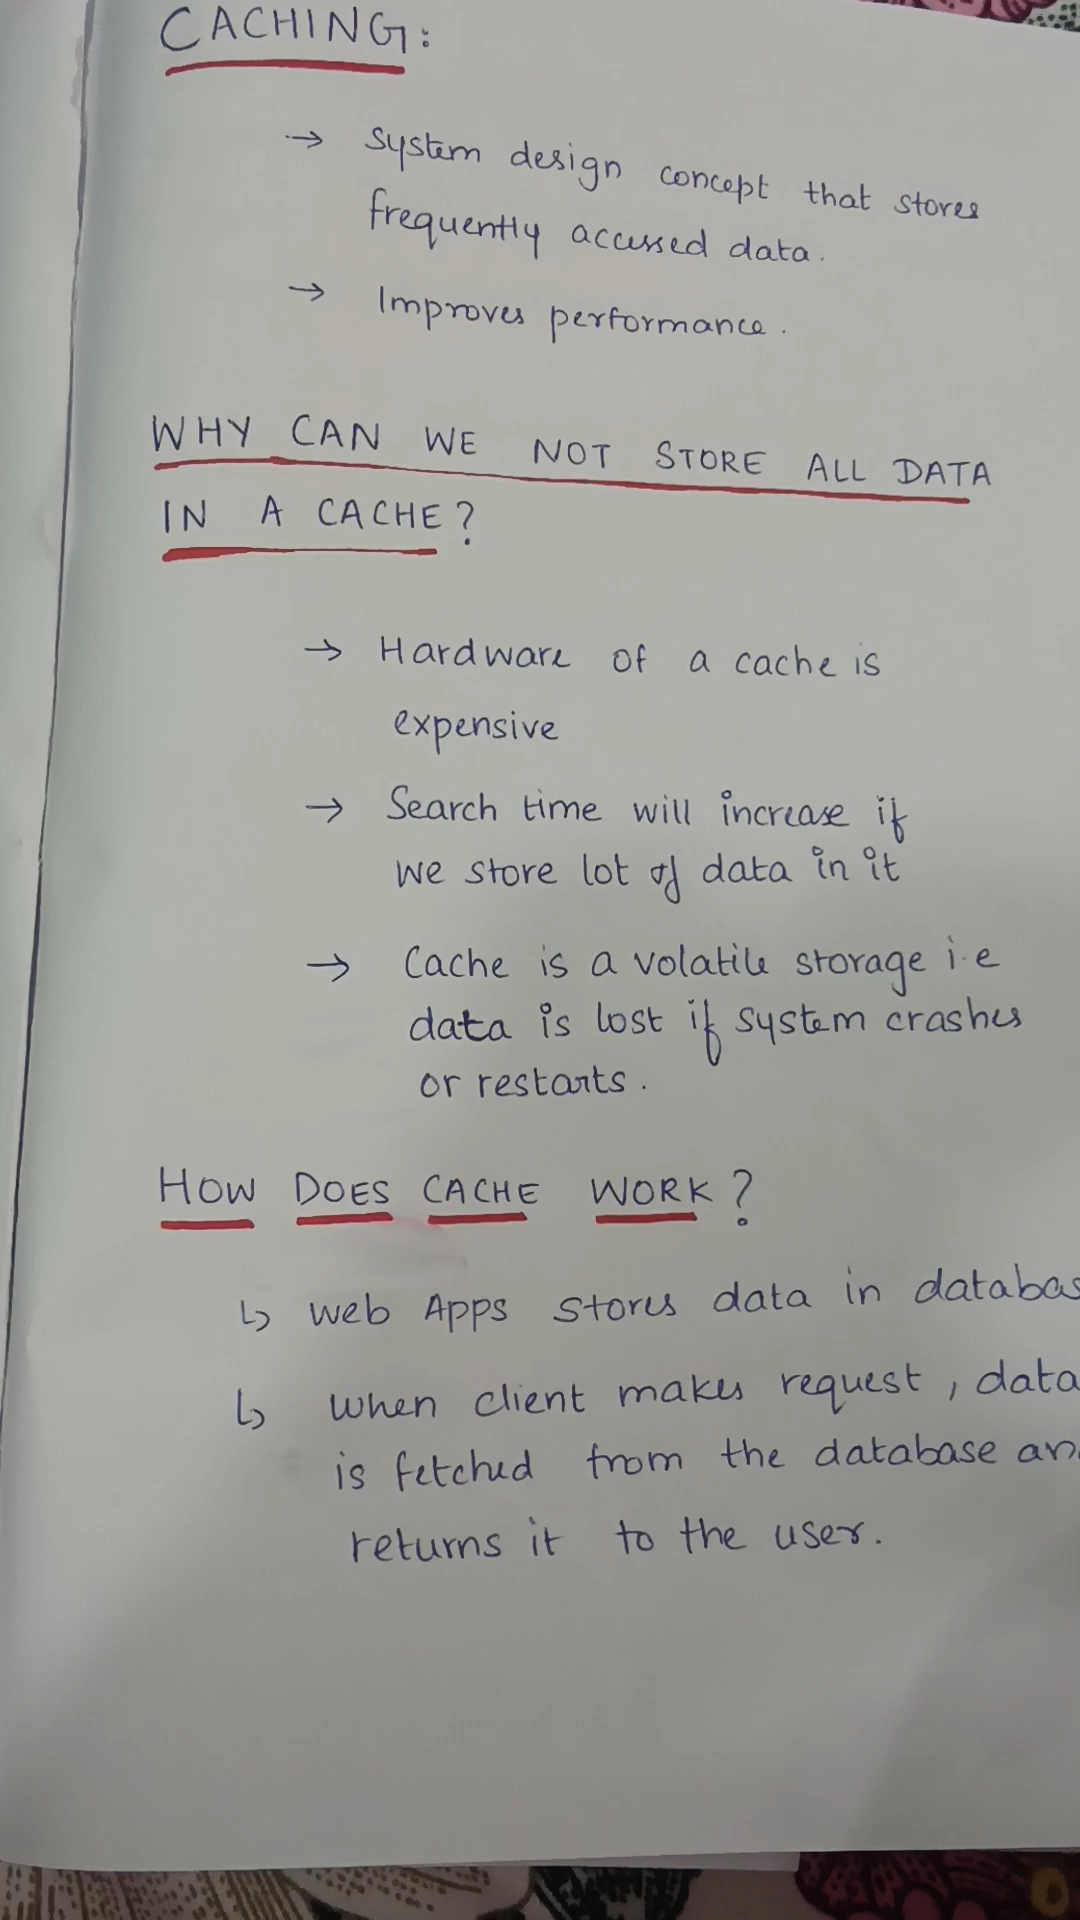 CACHING:
→ System design concept that stores
frequently accessed data.
→ Improves performance.
WHY CAN WE NOT STORE ALL DATA
IN A CACHE?
→ Hardware of a cache is
expensive
→ Search time will increase if
we store lot of data in it
→ Cache is a volatile storage i.e
data is lost if system crashes
or restarts.
HOW DOES CACHE WORK?
↳ web Apps stores data in databas
↳ when client makes request, data
is fetched from the database an
returns it to the user.